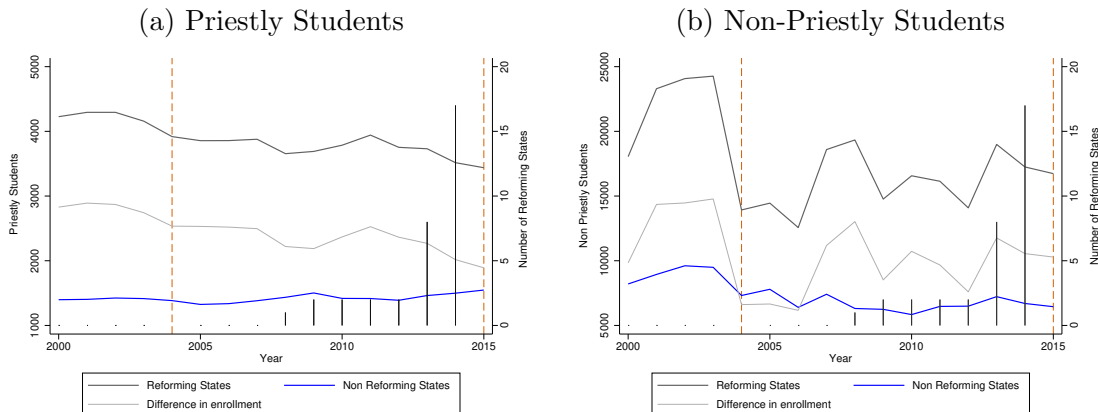 (a) Priestly Students
5000
4000
3000
2000
1000
Priestly Students
20
15
10
5
0
Number of Reforming States
2000
2005
2010
2015
Year
Reforming States
Non Reforming States
Difference in enrollment
(b) Non-Priestly Students
25000
20000
15000
10000
5000
Non Priestly Students
20
15
10
5
0
Number of Reforming States
2000
2005
2010
2015
Year
Reforming States
Non Reforming States
Difference in enrollment